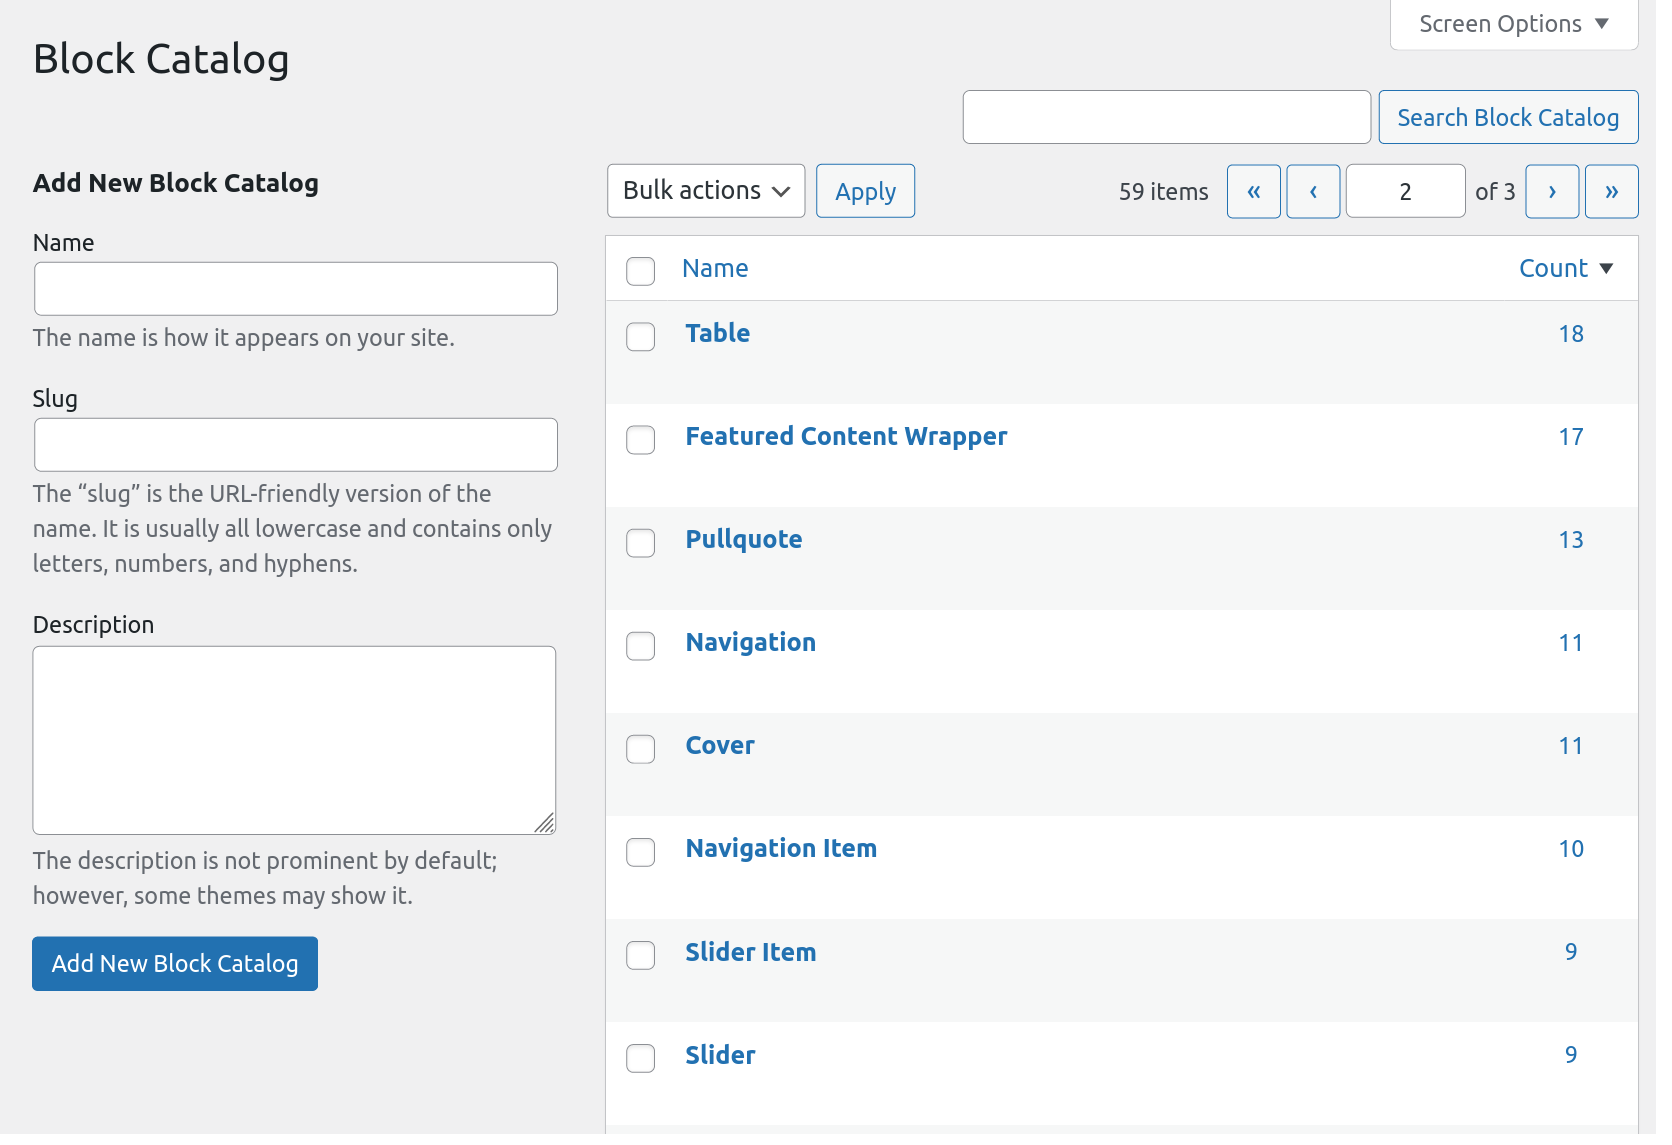 Screen Options ▼
Block Catalog
Search Block Catalog
Add New Block Catalog
Name
The name is how it appears on your site.
Slug
The “slug” is the URL-friendly version of the
name. It is usually all lowercase and contains only
letters, numbers, and hyphens.
Description
The description is not prominent by default;
however, some themes may show it.
Add New Block Catalog
Bulk actions
Apply
59 items « ‹ 2 of 3 › »
Name Count ▼
Table 18
Featured Content Wrapper 17
Pullquote 13
Navigation 11
Cover 11
Navigation Item 10
Slider Item 9
Slider 9